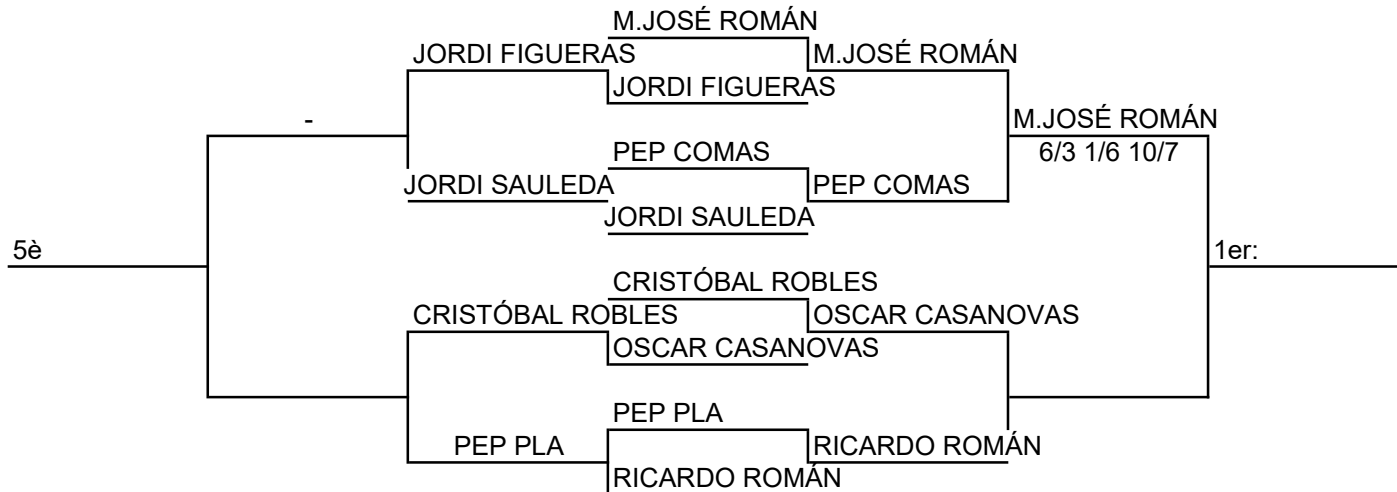 M.JOSÉ ROMÁN
JORDI FIGUERAS
M.JOSÉ ROMÁN
JORDI FIGUERAS
-
M.JOSÉ ROMÁN
6/3 1/6 10/7
PEP COMAS
JORDI SAULEDA
PEP COMAS
JORDI SAULEDA
5è
1er:
CRISTÓBAL ROBLES
CRISTÓBAL ROBLES
OSCAR CASANOVAS
OSCAR CASANOVAS
PEP PLA
PEP PLA
RICARDO ROMÁN
RICARDO ROMÁN